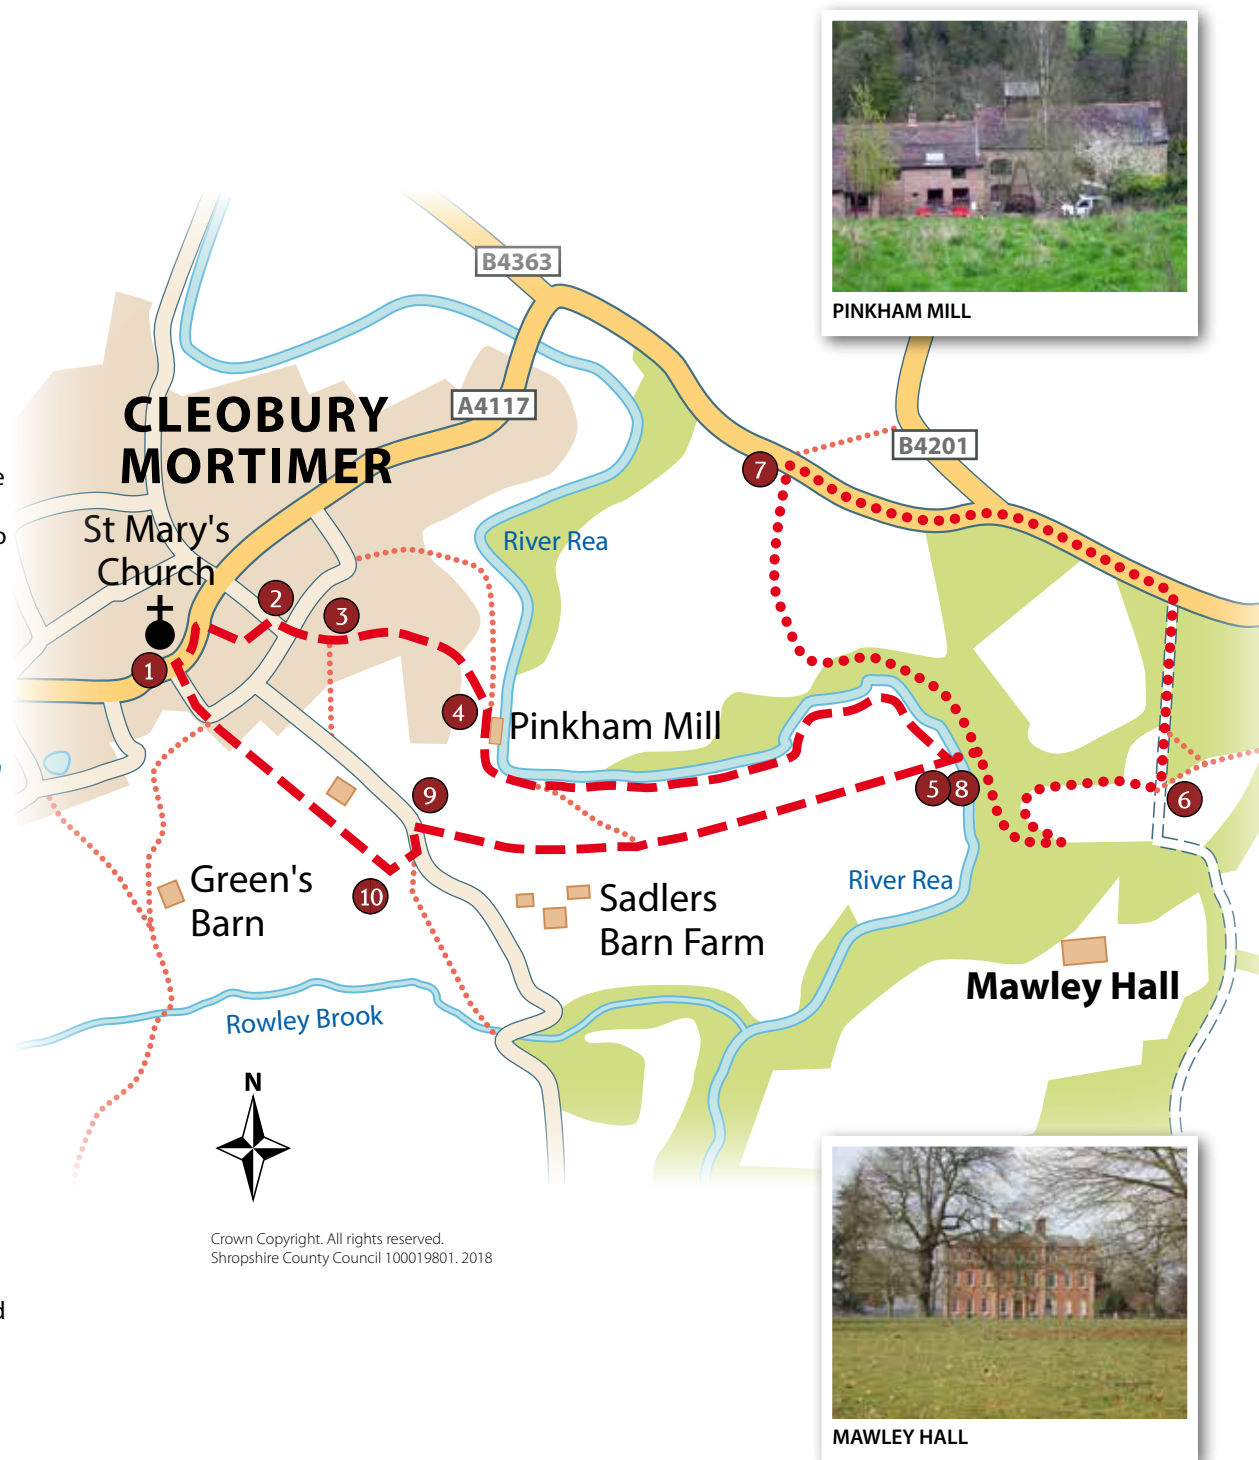 PINKHAM MILL
B4363
A4117
B4201
CLEOBURY
MORTIMER
e
o
St Mary's
Church
River Rea
7
2
3
1
4
Pinkham Mill
5
8
6
9
10
Green's
Barn
Sadlers
Barn Farm
River Rea
Mawley Hall
Rowley Brook
N
Crown Copyright. All rights reserved.
Shropshire County Council 100019801. 2018
MAWLEY HALL